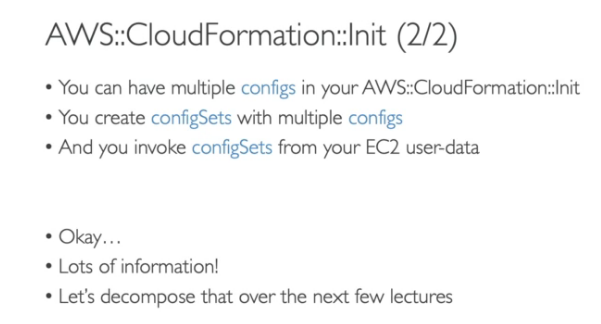 AWS::CloudFormation::Init (2/2)
• You can have multiple configs in your AWS::CloudFormation::Init
• You create configSets with multiple configs
• And you invoke configSets from your EC2 user-data
• Okay…
• Lots of information!
• Let's decompose that over the next few lectures